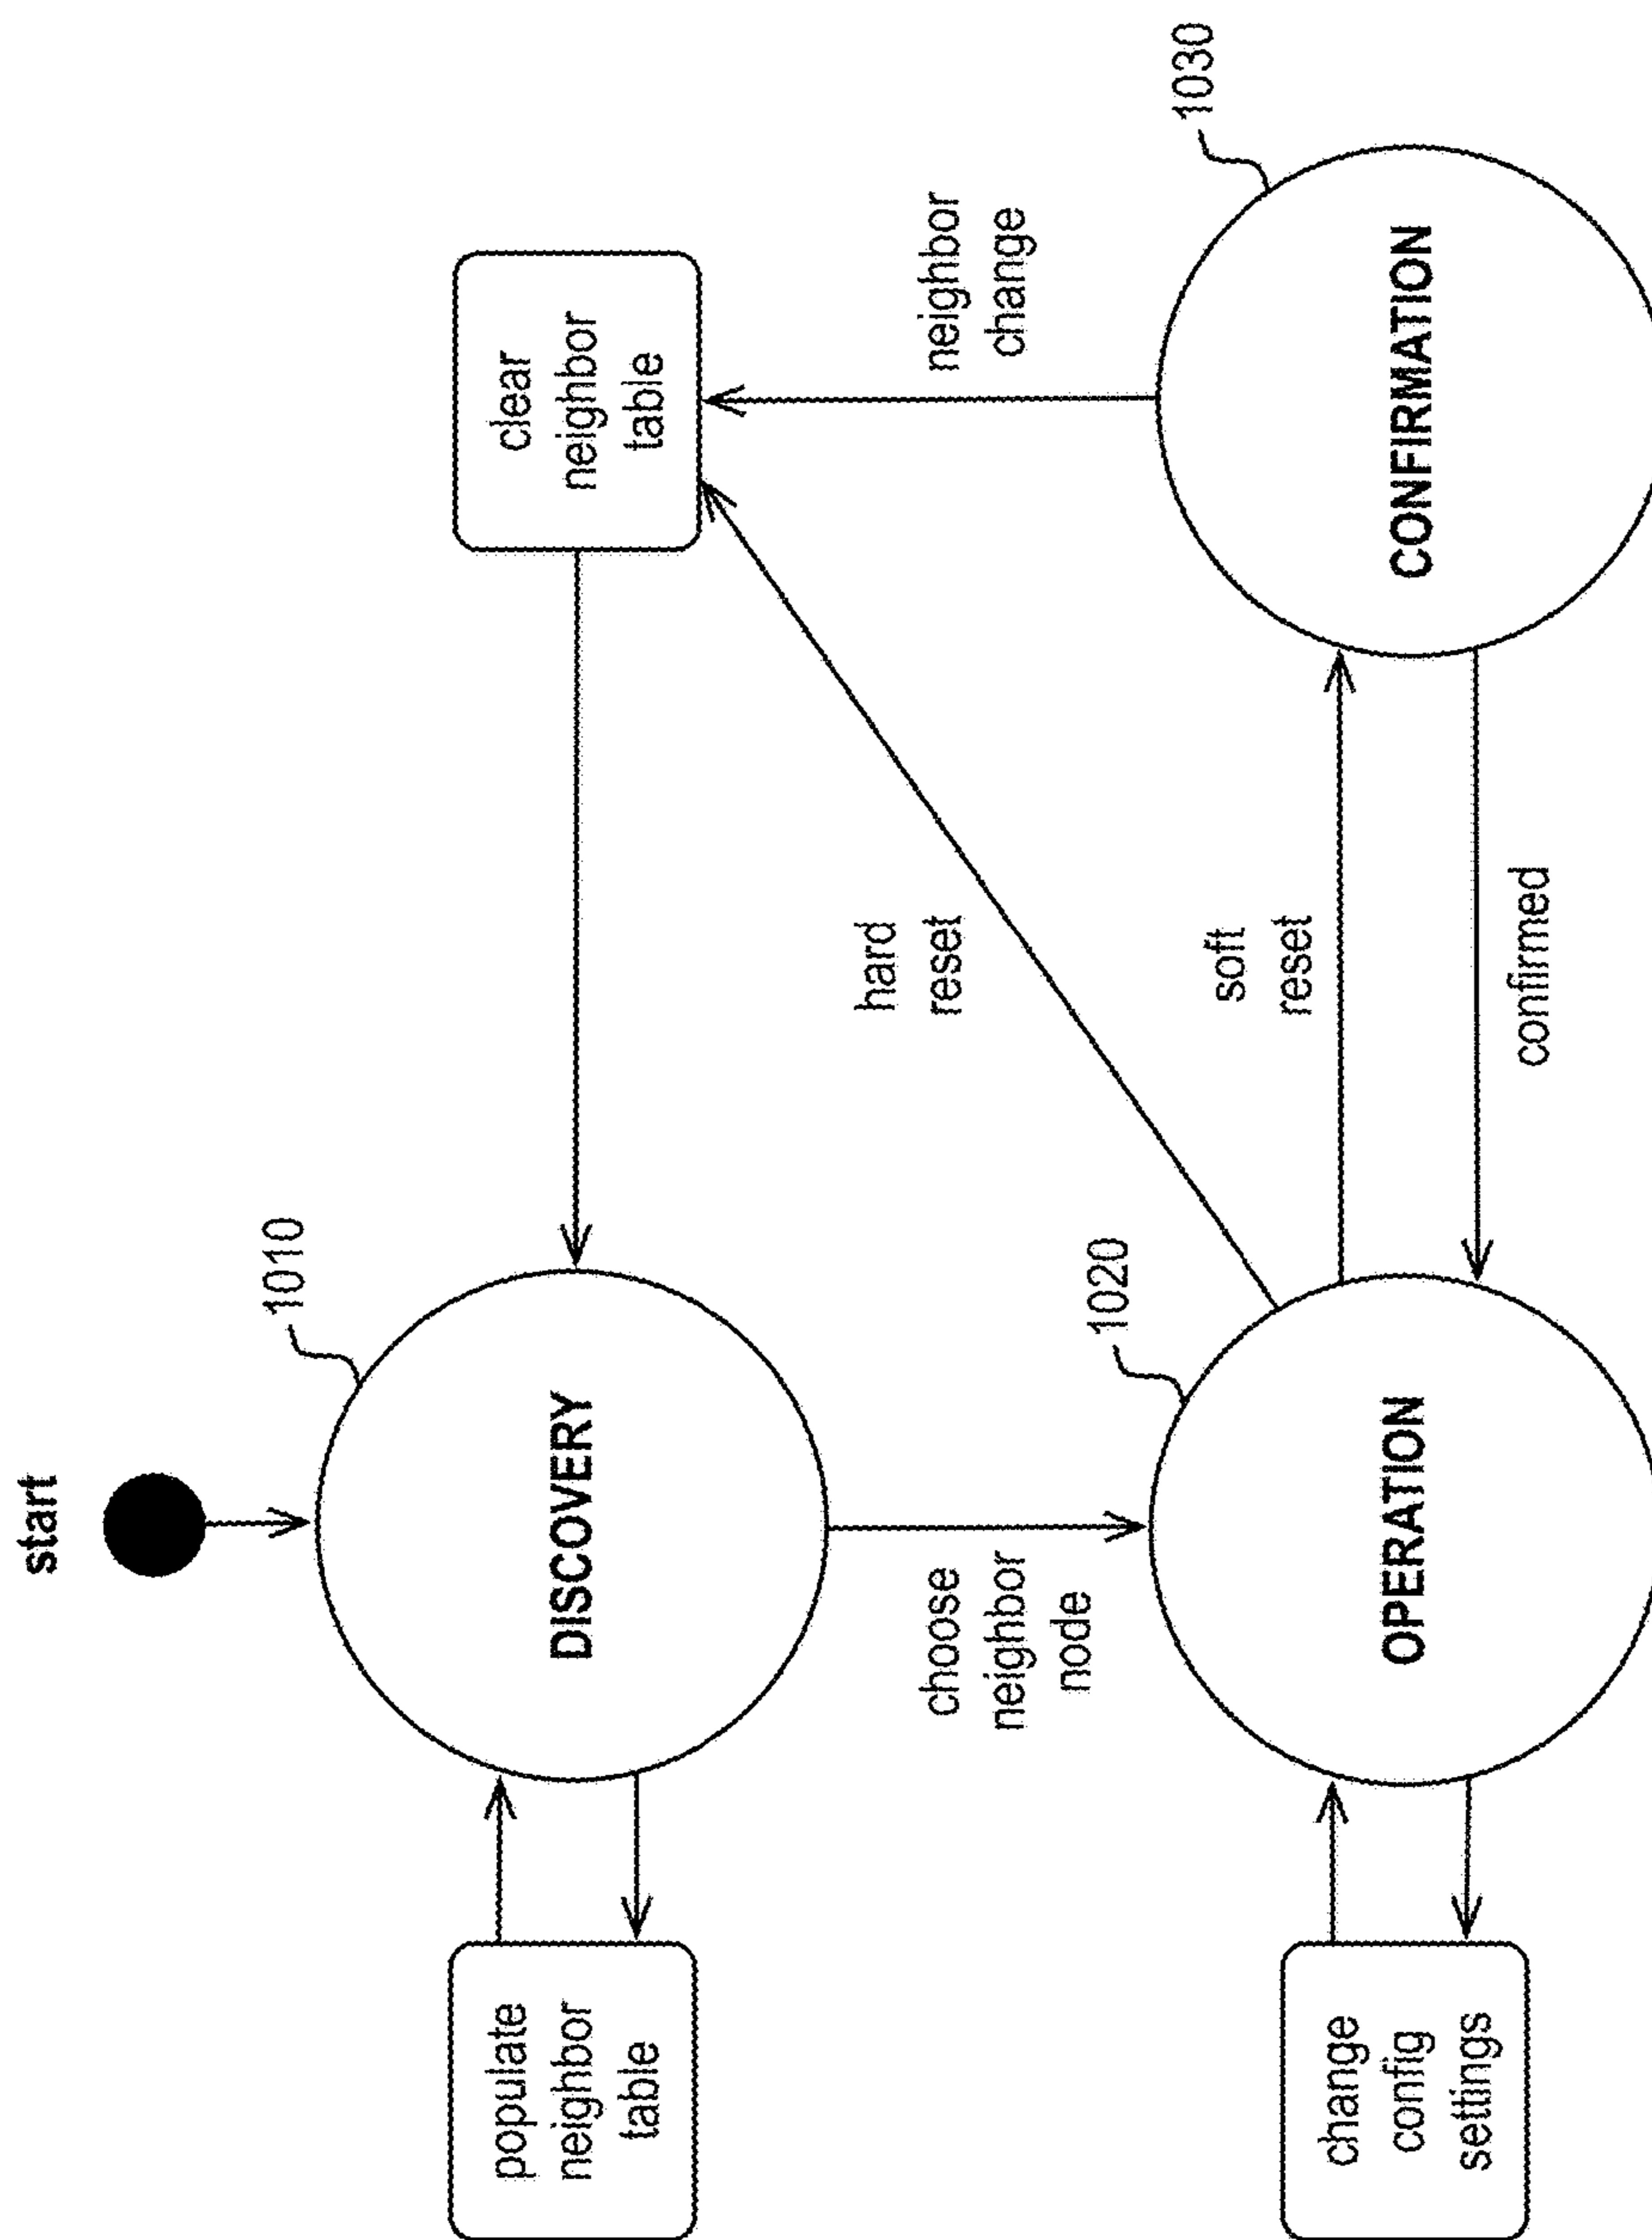 start
1010
DISCOVERY
populate
neighbor
table
clear
neighbor
table
choose
neighbor
node
hard
reset
neighbor
change
1020
OPERATION
change
config
settings
soft
reset
confirmed
1030
CONFIRMATION